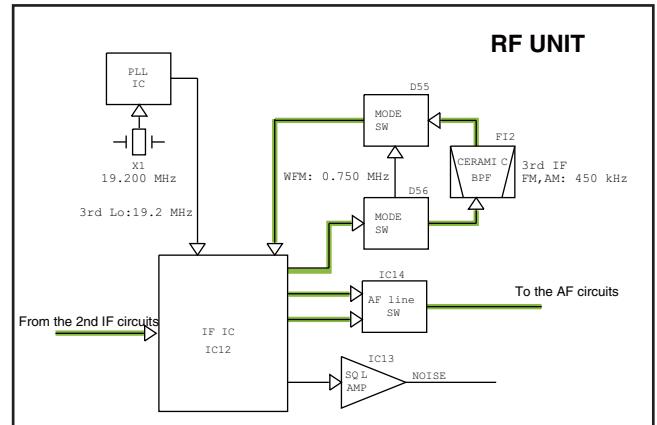 RF UNIT
PLL
IC
X1
19.200 MHz
3rd Lo:19.2 MHz
D55
MODE
SW
FI2
CERAMIC
BPF
3rd IF
FM,AM: 450 kHz
WFM: 0.750 MHz
D56
MODE
SW
IC14
AF line
SW
To the AF circuits
From the 2nd IF circuits
IF IC
IC12
IC13
SQL
AMP
NOISE